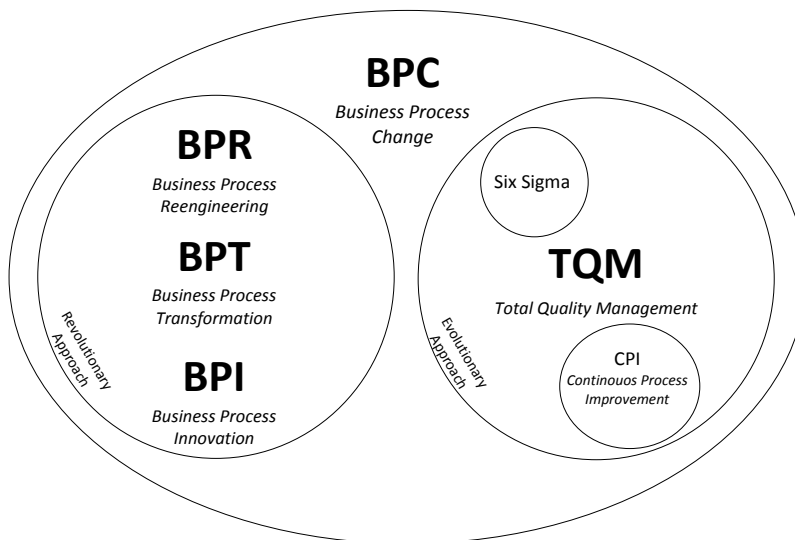 BPC
Business Process
Change
BPR
Business Process
Reengineering
BPT
Business Process
Transformation
Revolutionary
Approach
BPI
Business Process
Innovation
Six Sigma
TQM
Total Quality Management
Evolutionary
Approach
CPI
Continouos Process
Improvement